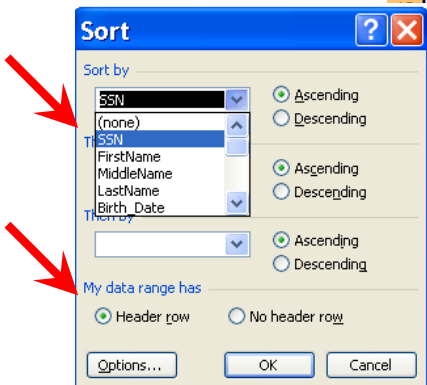 Sort
Sort by
SSN
Ascending
(none)
Descending
SSN
FirstName
MiddleName
Ascending
LastName
Descending
Birth_Date
Then by
Ascending
Descending
My data range has
Header row
No header row
Options...
OK
Cancel